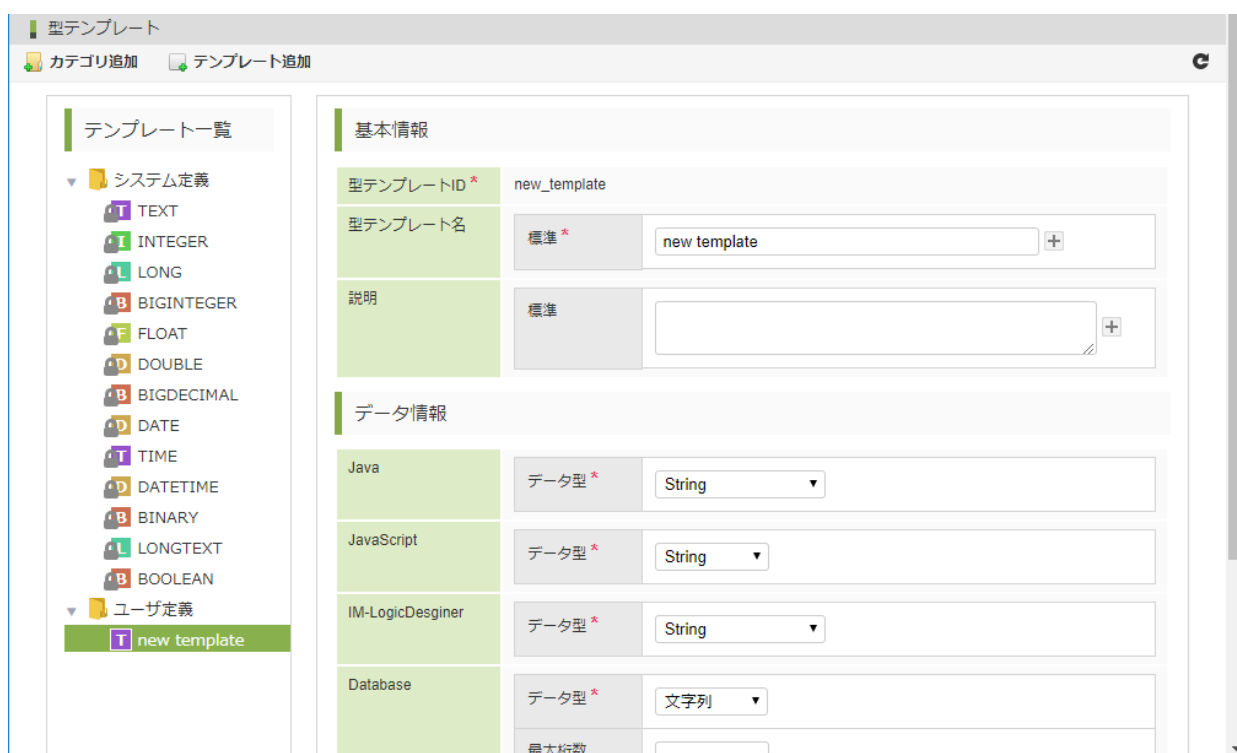 型テンプレート
カテゴリ追加 テンプレート追加
テンプレート一覧
システム定義
T TEXT
I INTEGER
L LONG
B BIGINTEGER
F FLOAT
D DOUBLE
B BIGDECIMAL
D DATE
T TIME
D DATETIME
B BINARY
L LONGTEXT
B BOOLEAN
ユーザ定義
T new template
基本情報
型テンプレートID * new_template
型テンプレート名 標準 * new template
説明 標準
データ情報
Java データ型 * String
JavaScript データ型 * String
IM-LogicDesginer データ型 * String
Database データ型 * 文字列
最大桁数